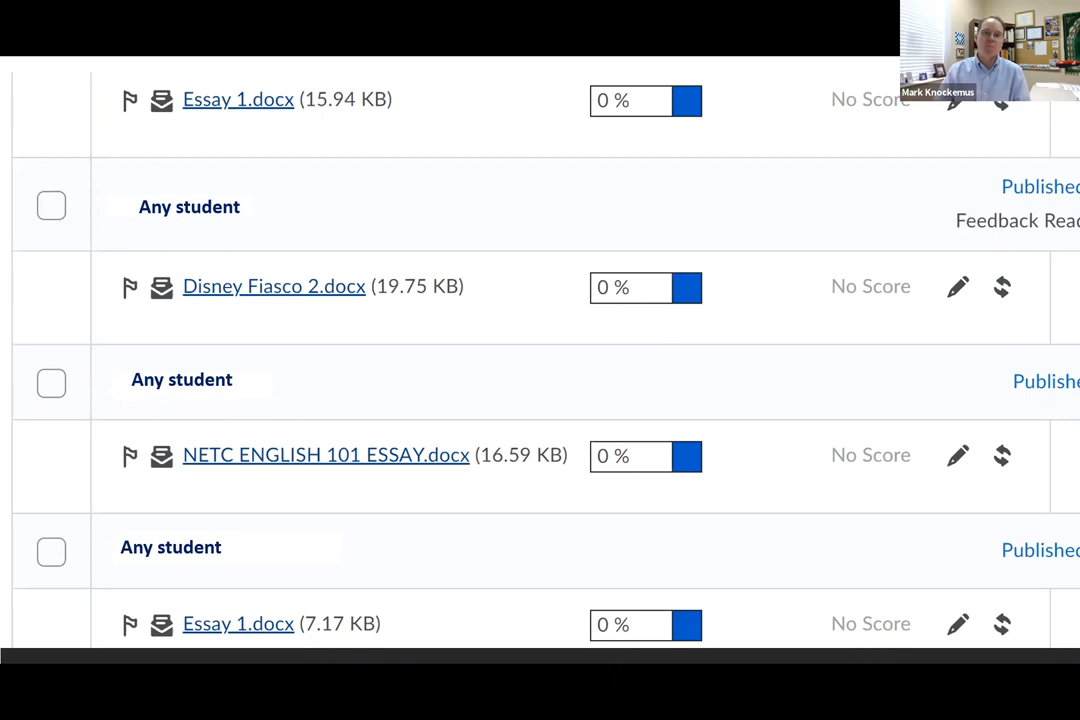 Essay 1.docx (15.94 KB) 0 % No Score
Mark Knockemus
Any student Published
Feedback Read
Disney Fiasco 2.docx (19.75 KB) 0 % No Score
Any student Publishe
NETC ENGLISH 101 ESSAY.docx (16.59 KB) 0 % No Score
Any student Published
Essay 1.docx (7.17 KB) 0 % No Score